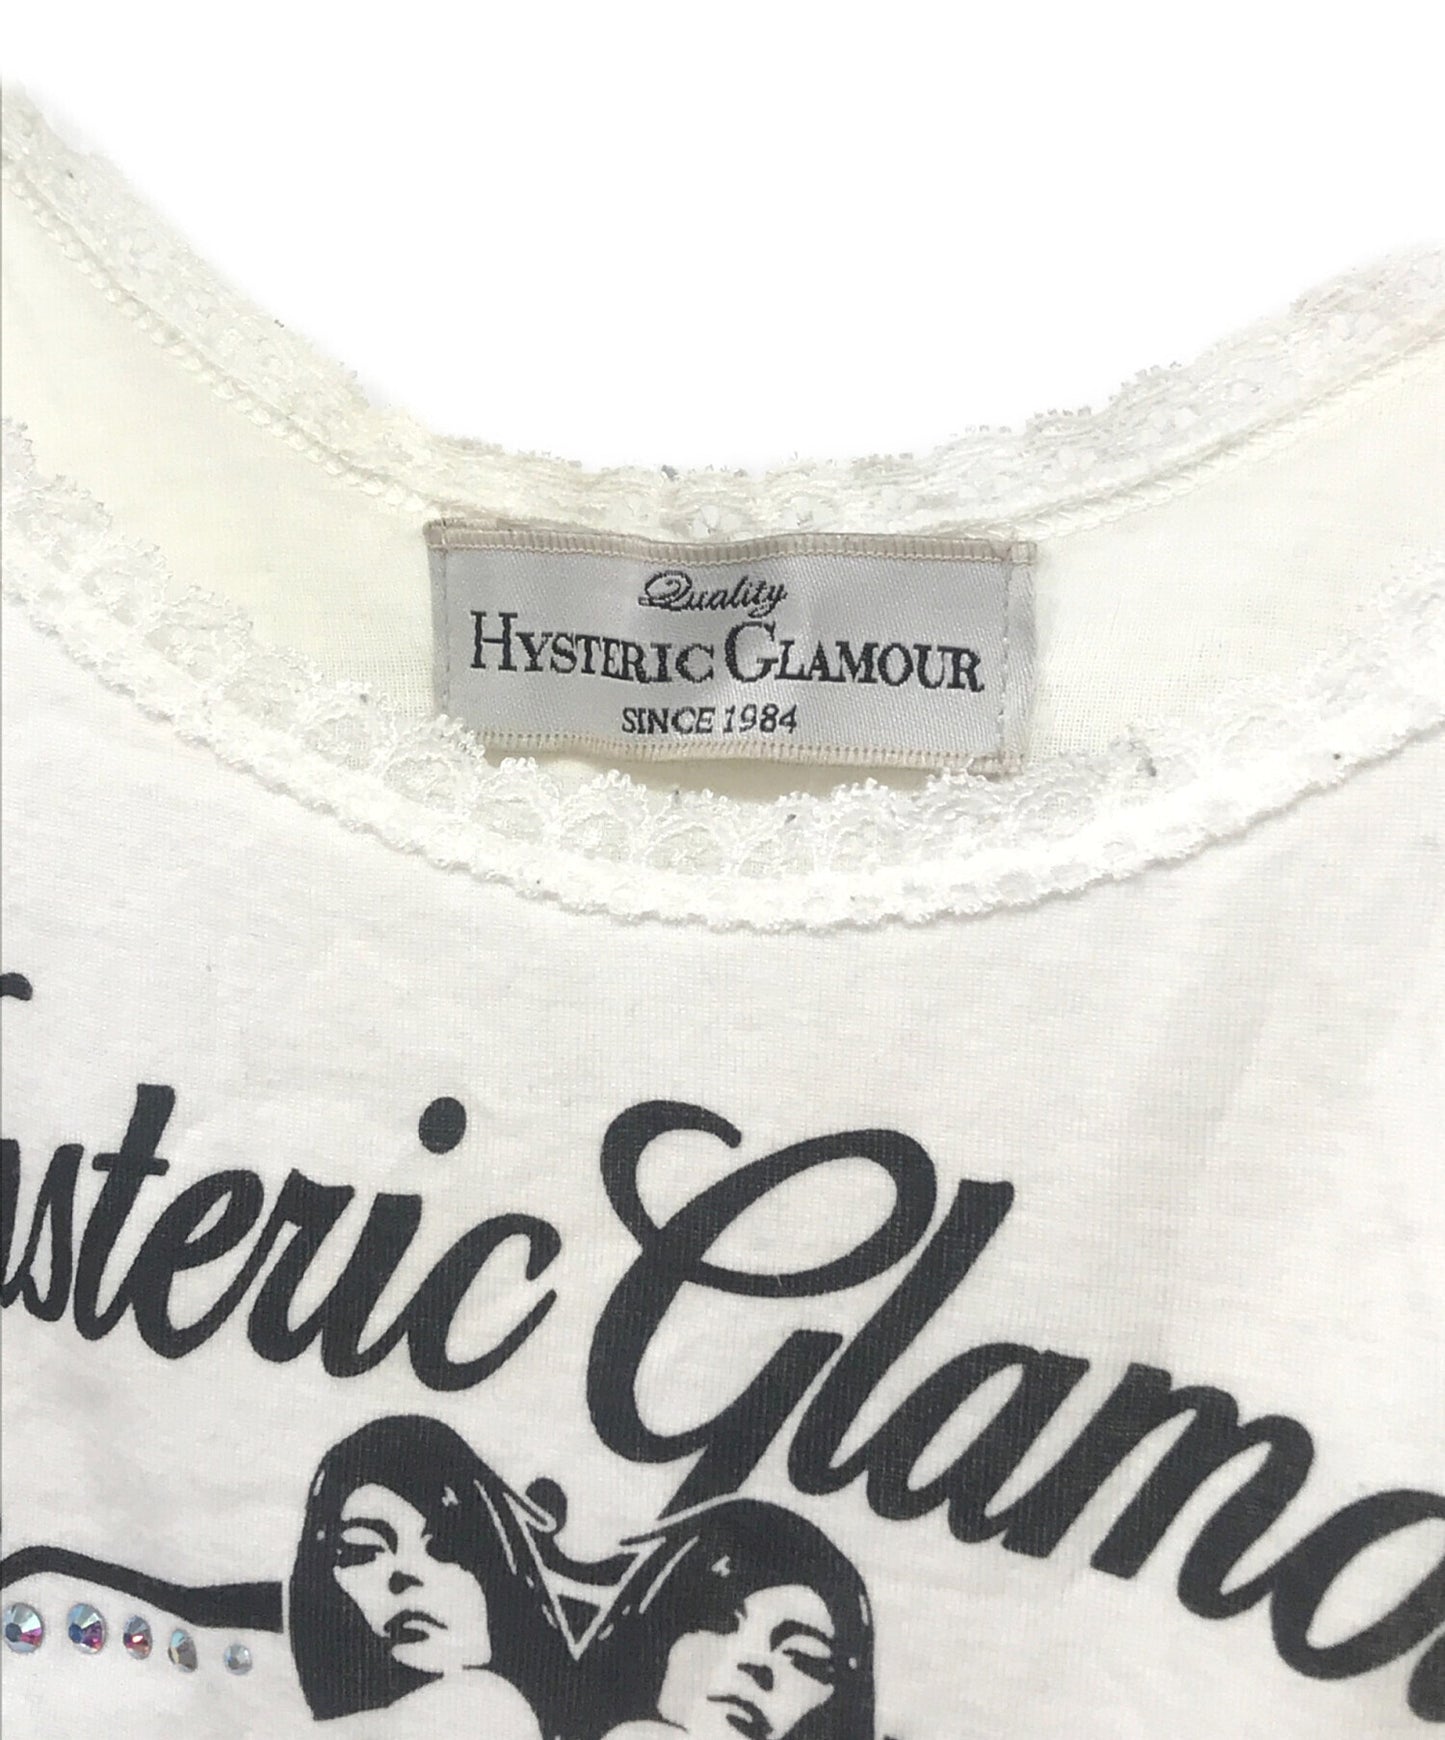 Quality
HYSTERIC GLAMOUR
SINCE 1984
ysteric Glamo